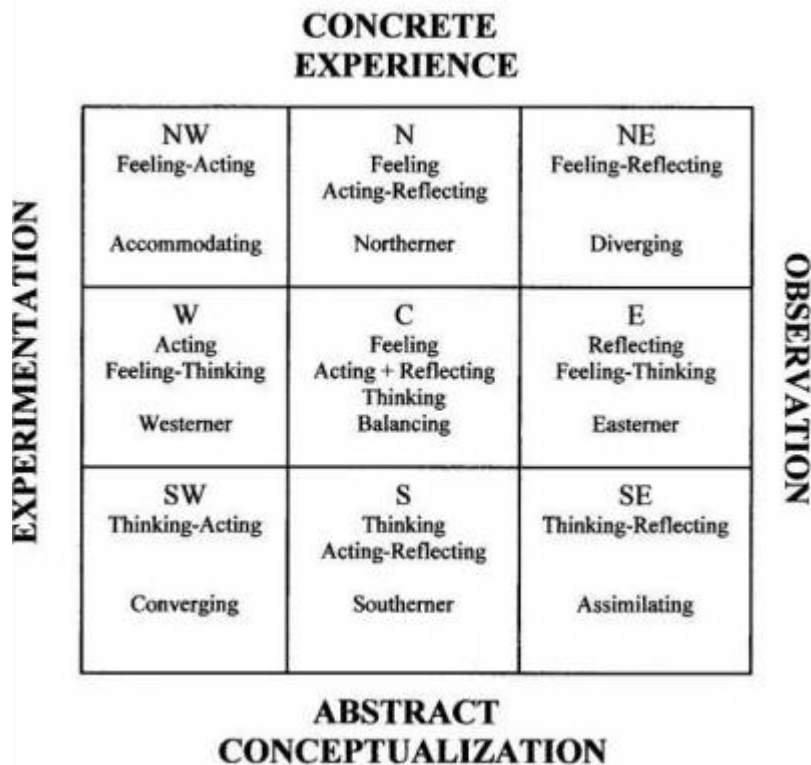 CONCRETE
EXPERIENCE
EXPERIMENTATION
NW
Feeling-Acting
Accommodating
N
Feeling
Acting-Reflecting
Northerner
NE
Feeling-Reflecting
Diverging
W
Acting
Feeling-Thinking
Westerner
C
Feeling
Acting + Reflecting
Thinking
Balancing
E
Reflecting
Feeling-Thinking
Easterner
SW
Thinking-Acting
Converging
S
Thinking
Acting-Reflecting
Southerner
SE
Thinking-Reflecting
Assimilating
OBSERVATION
ABSTRACT
CONCEPTUALIZATION